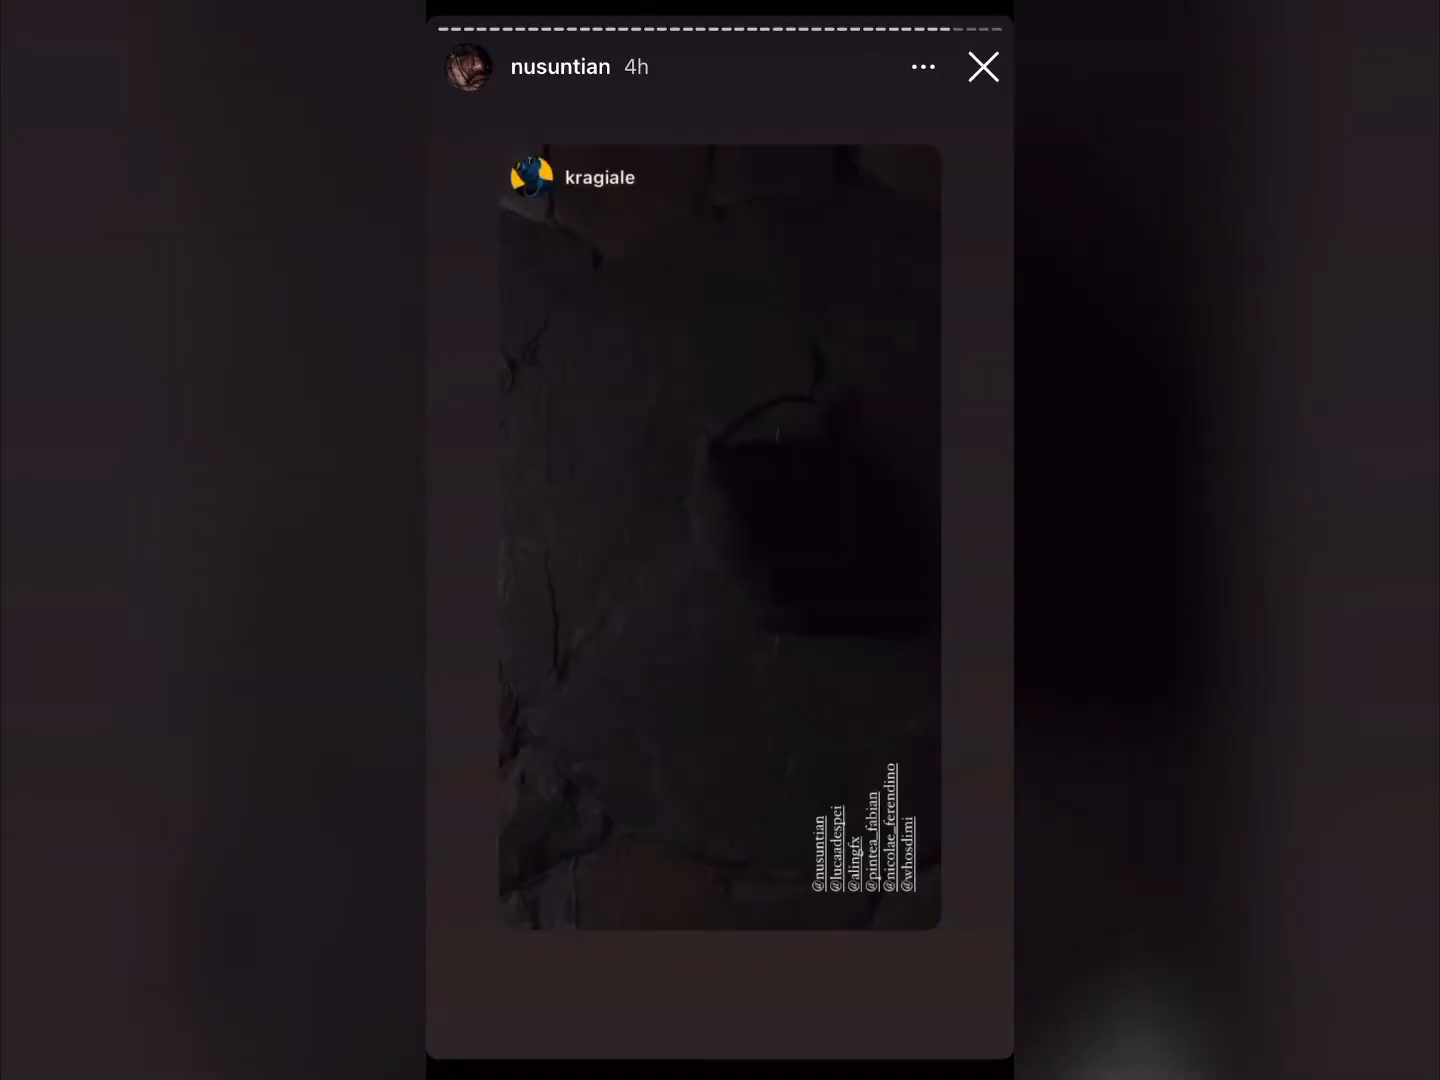 nusuntian 4h
kragiale
@nusuntian
@lucaadespei
@alingfx
@pintea_fabian
@nicolae_ferendino
@whosdimi